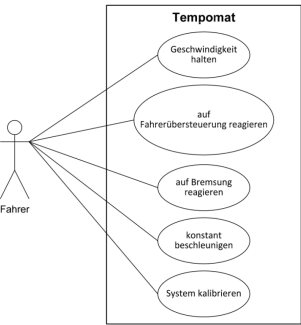 Tempomat
Geschwindigkeit
halten
auf
Fahrerübersteuerung reagieren
auf Bremsung
reagieren
Fahrer
konstant
beschleunigen
System kalibrieren